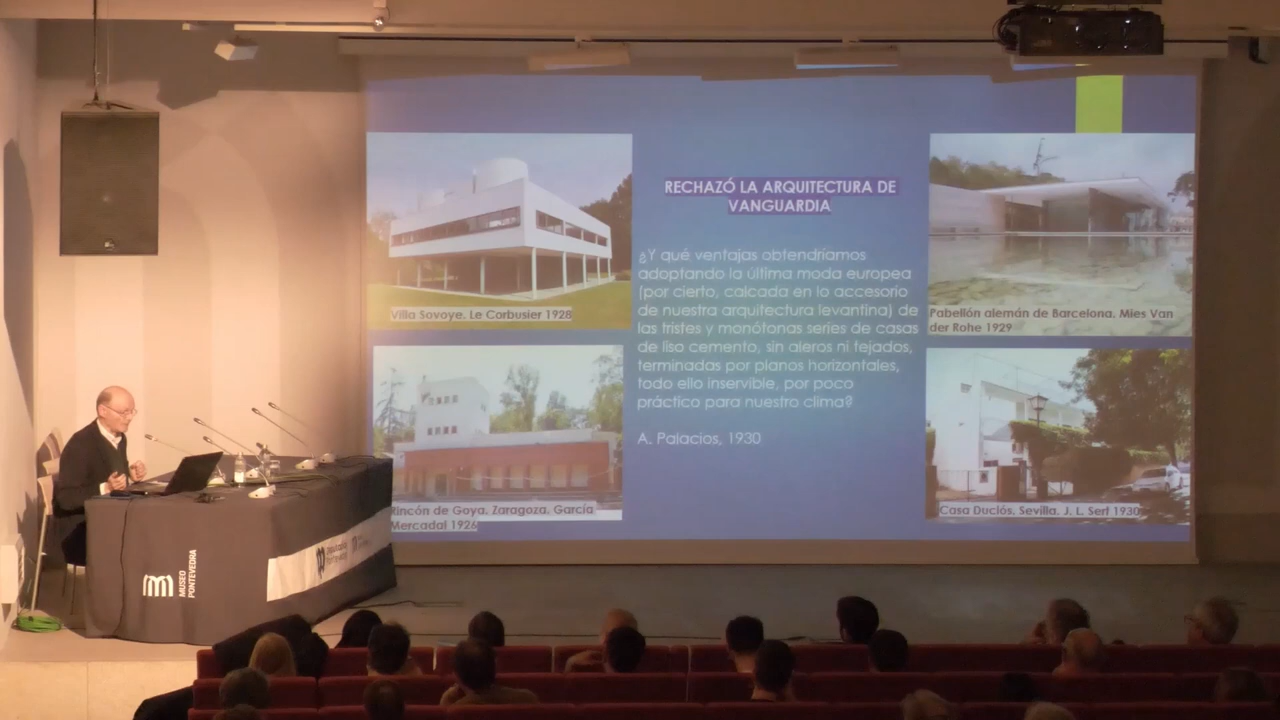 RECHAZÓ LA ARQUITECTURA DE
VANGUARDIA
¿Y qué ventajas obtendríamos
adoptando la última moda europea
(por cierto, calcada en lo accesorio
de nuestra arquitectura levantina) de
las tristes y monótonas series de casas
de liso cemento, sin aleros ni tejados,
terminadas por planos horizontales,
todo ello inservible, por poco
práctico para nuestro clima?
A. Palacios, 1930
Villa Sovoye. Le Corbusier 1928
Pabellón alemán de Barcelona. Mies Van
der Rohe 1929
Rincón de Goya. Zaragoza. García
Mercadal 1926
Casa Duclós. Sevilla. J. L. Sert 1930
MUSEO
PONTEVEDRA